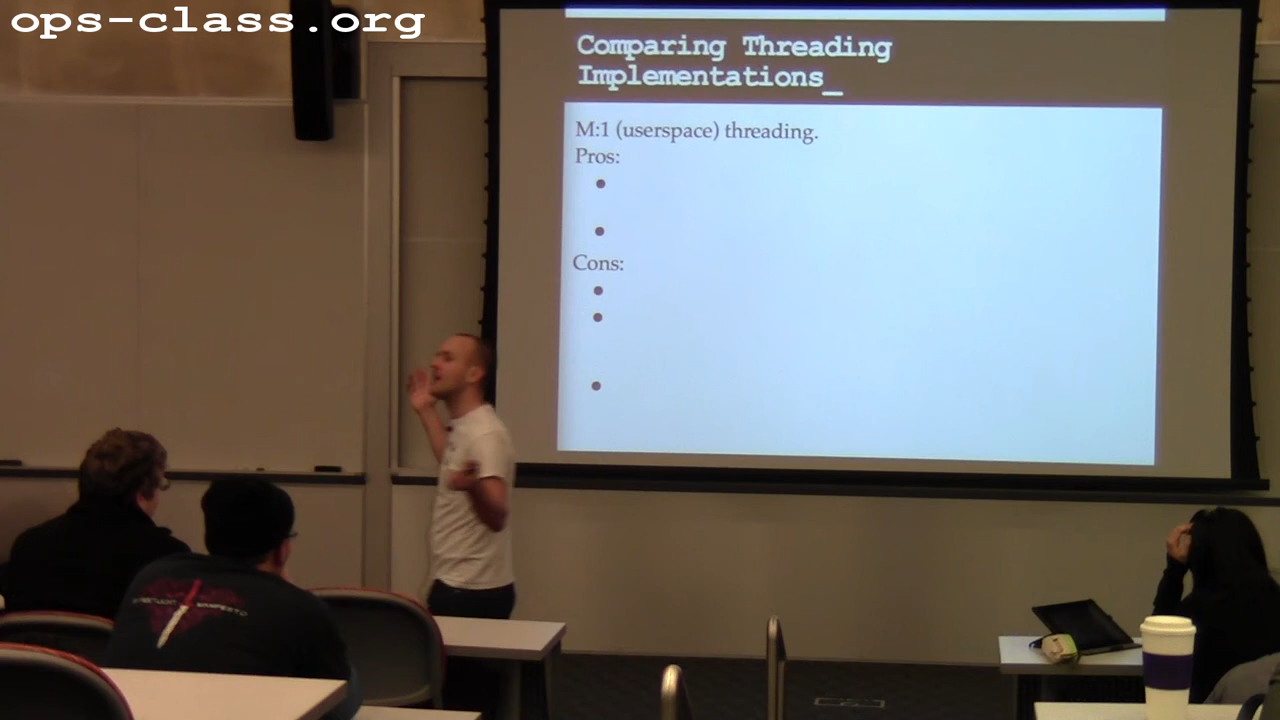 ops-class.org
Comparing Threading
Implementations_
M:1 (userspace) threading.
Pros:
Cons: